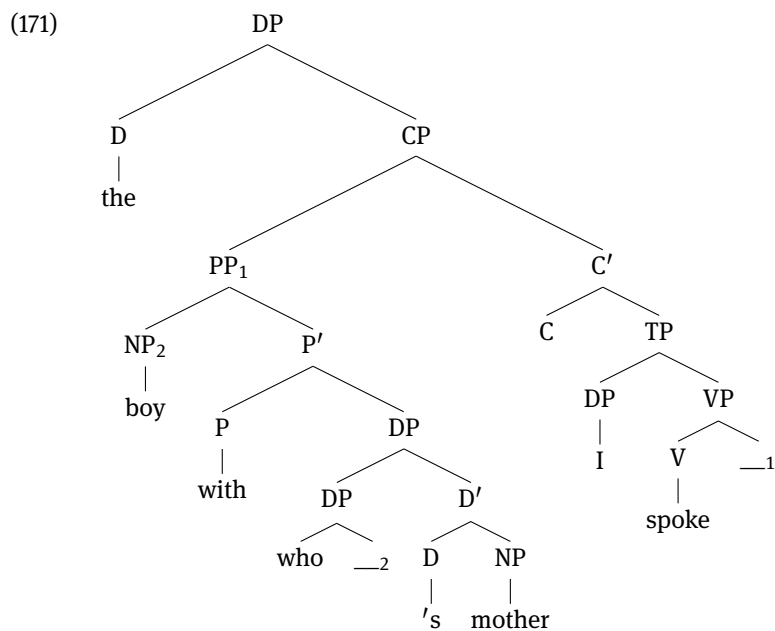 (171) DP
D CP
the
PP₁ C′
NP₂ P′ C TP
boy P DP DP VP
with DP D′ I V __₁
who __₂ D NP spoke
's mother